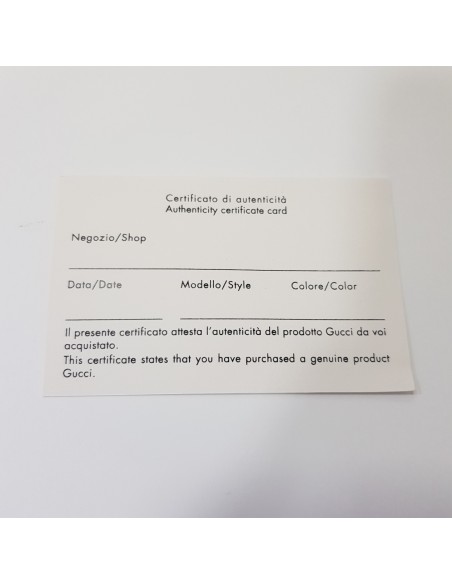 Certificato di autenticità
Authenticity certificate card
Negozio/Shop
Data/Date Modello/Style Colore/Color
Il presente certificato attesta l'autenticità del prodotto Gucci da voi
acquistato.
This certificate states that you have purchased a genuine product
Gucci.